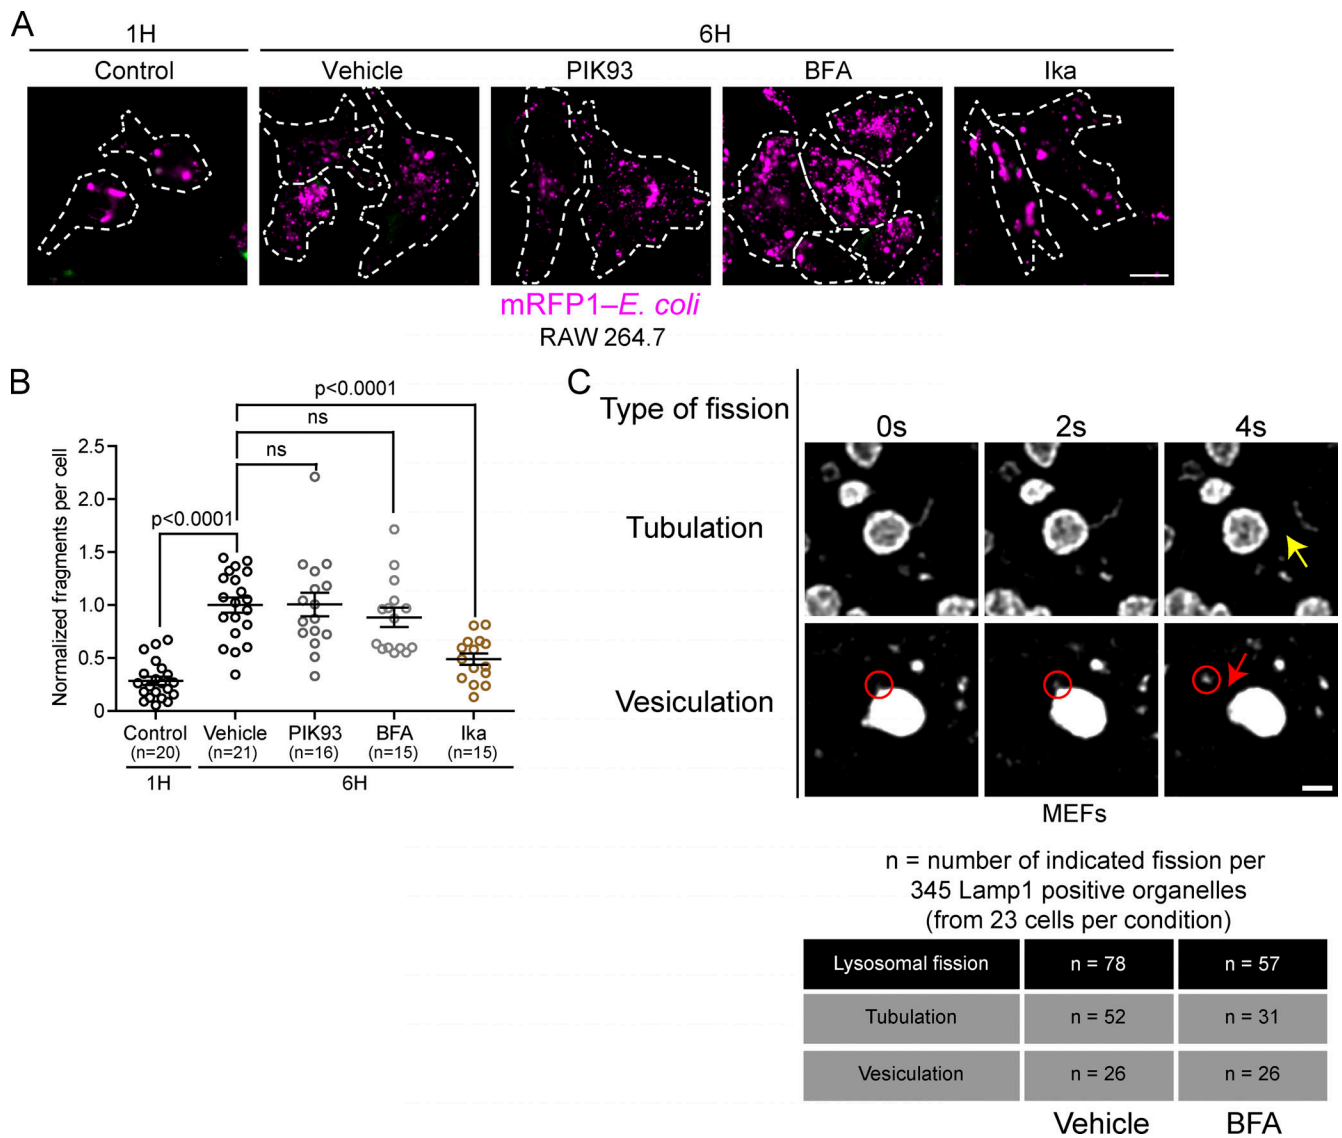 A
1H
6H
Control
Vehicle
PIK93
BFA
Ika
mRFP1–E. coli
RAW 264.7
B
p<0.0001
ns
ns
p<0.0001
Normalized fragments per cell
2.5
2.0
1.5
1.0
0.5
0
Control
Vehicle
PIK93
BFA
Ika
(n=20)
(n=21)
(n=16)
(n=15)
(n=15)
1H
6H
C
Type of fission
0s
2s
4s
Tubulation
Vesiculation
MEFs
n = number of indicated fission per
345 Lamp1 positive organelles
(from 23 cells per condition)
Lysosomal fission
n = 78
n = 57
Tubulation
n = 52
n = 31
Vesiculation
n = 26
n = 26
Vehicle
BFA